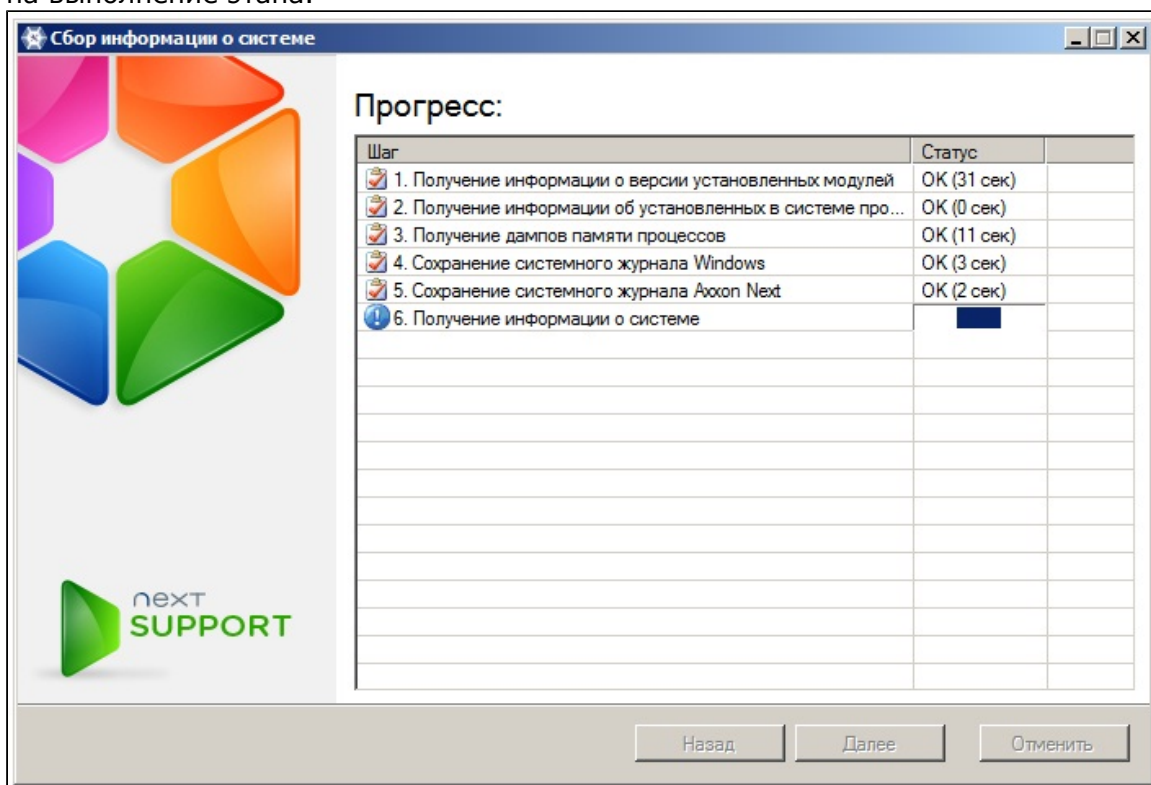 на выполнение этапа.
Сбор информации о системе
Прогресс:
Шаг Статус
1. Получение информации о версии установленных модулей OK (31 сек)
2. Получение информации об установленных в системе про... OK (0 сек)
3. Получение дампов памяти процессов OK (11 сек)
4. Сохранение системного журнала Windows OK (3 сек)
5. Сохранение системного журнала Axxon Next OK (2 сек)
6. Получение информации о системе
next
SUPPORT
Назад Далее Отменить